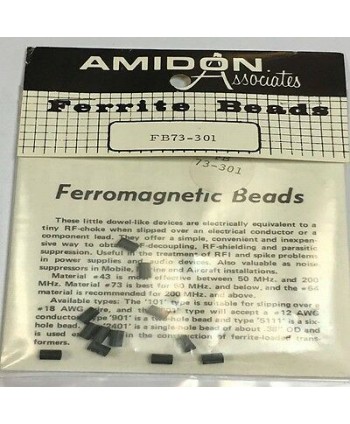 AMIDON
Associates
Ferrite Beads
FB73-301
FB
73-301
Ferromagnetic Beads
These little dowel-like devices are electrically equivalent to a
tiny RF-choke when slipped over an electrical conductor or a
component lead. They offer a simple, convenient and inexpen-
sive way to obtain RF-decoupling, RF-shielding and parasitic
suppression. Useful in the treatment of RFI and spike problems
in power supplies and other devices. Also valuable as noise
suppressors in Mobile, and Aircraft installations.
Material #43 is most effective between 50 MHz. and 200
MHz. Material #73 is best for 50 MHz. and below, and the #64
material is recommended for 200 MHz. and above.
Available types: The "101" type is suitable for slipping over a
#18 AWG wire, and type will accept a #12 AWG
conductor. Type "901" is a two-hole bead and type "5111" is a six-
hole bead. "2401" is a single hole bead of about .38" OD and
is used in the construction of ferrite-loaded trans-
formers.